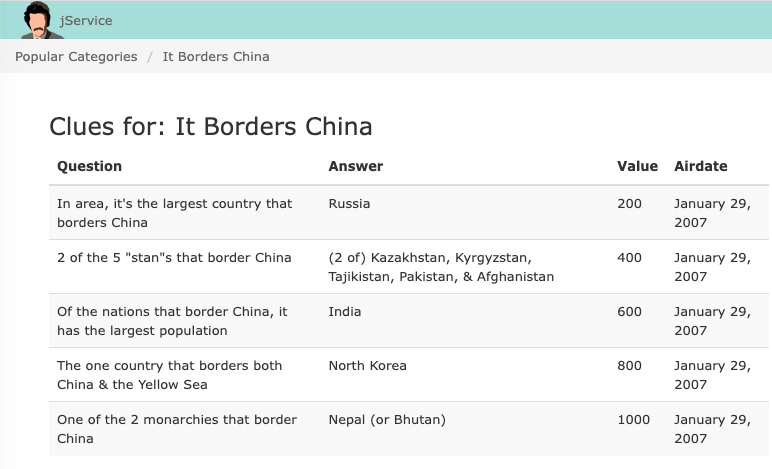 jService
Popular Categories / It Borders China
Clues for: It Borders China
Question Answer Value Airdate
In area, it's the largest country that Russia 200 January 29,
borders China 2007
2 of the 5 "stan"s that border China (2 of) Kazakhstan, Kyrgyzstan, 400 January 29,
Tajikistan, Pakistan, & Afghanistan 2007
Of the nations that border China, it India 600 January 29,
has the largest population 2007
The one country that borders both North Korea 800 January 29,
China & the Yellow Sea 2007
One of the 2 monarchies that border Nepal (or Bhutan) 1000 January 29,
China 2007